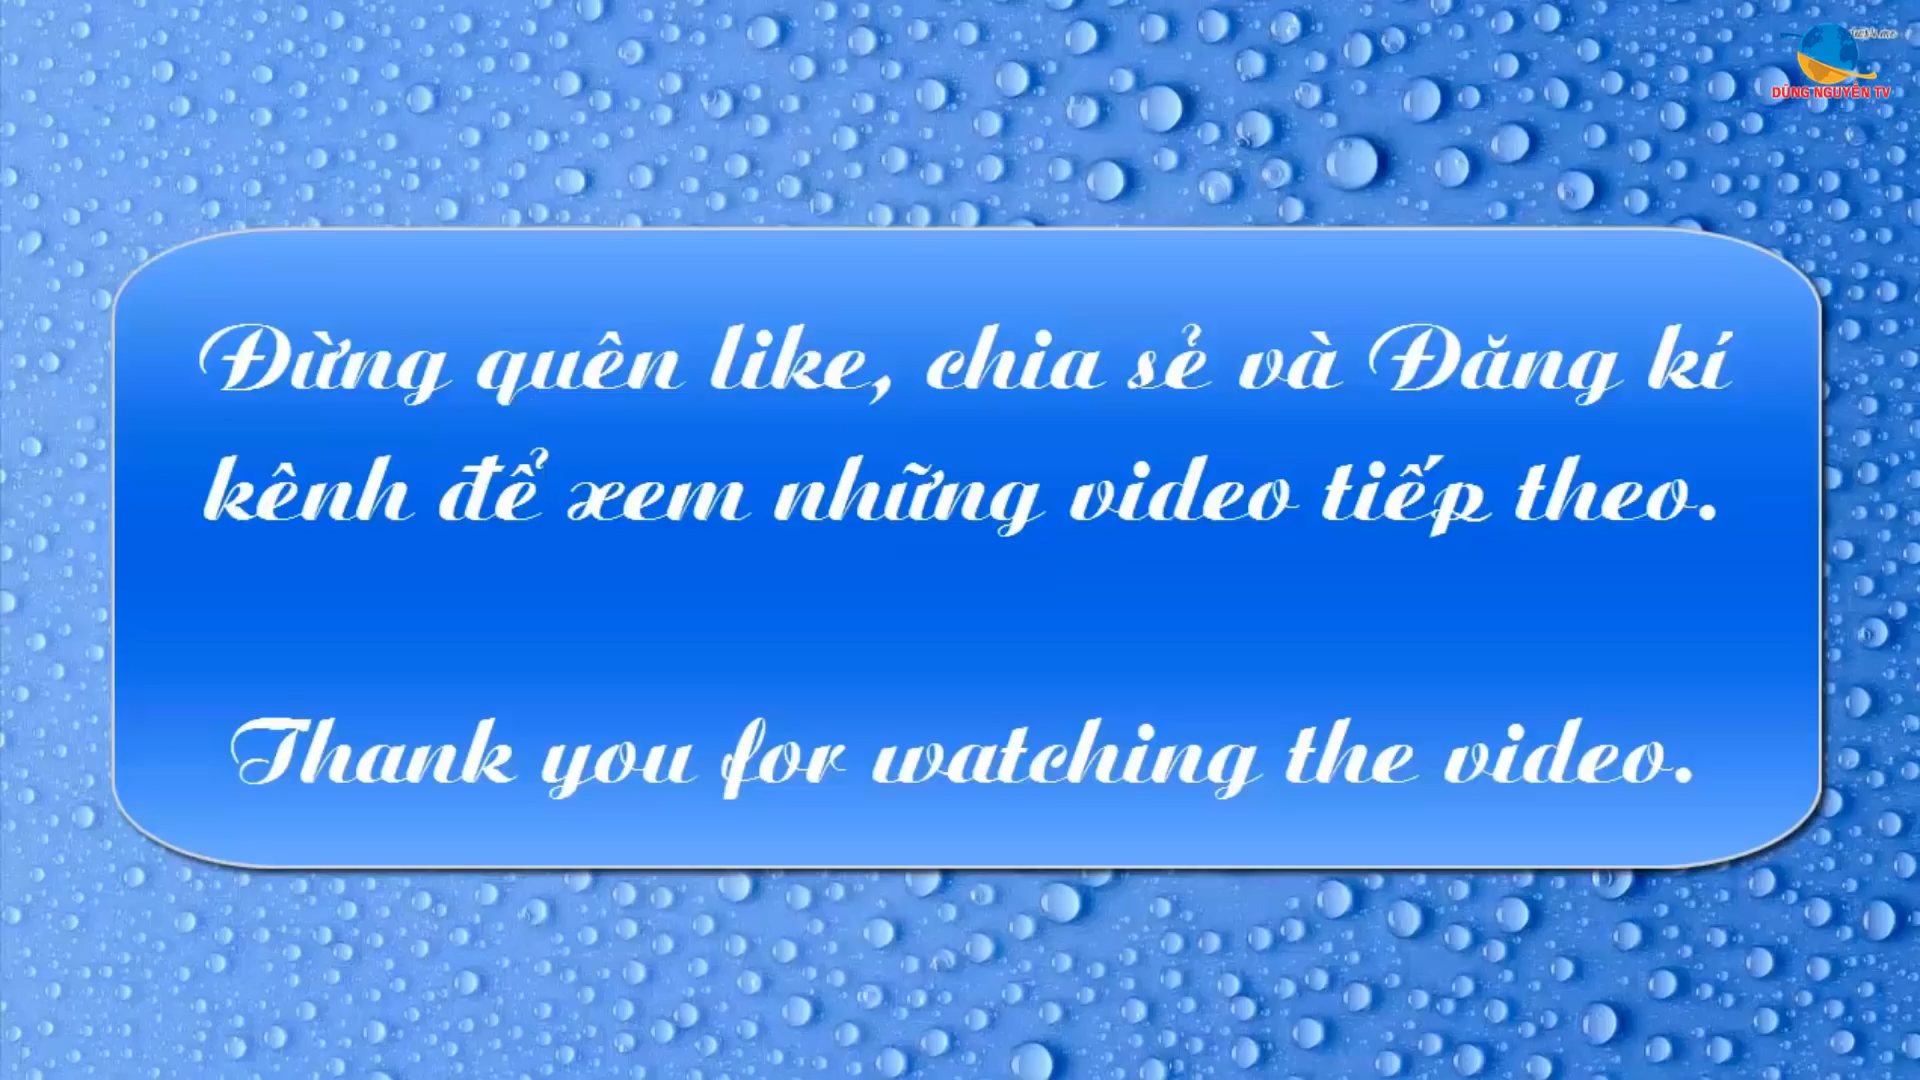 DŨNG NGUYỄN TV
Đừng quên like, chia sẻ và Đăng kí
kênh để xem những video tiếp theo.
Thank you for watching the video.